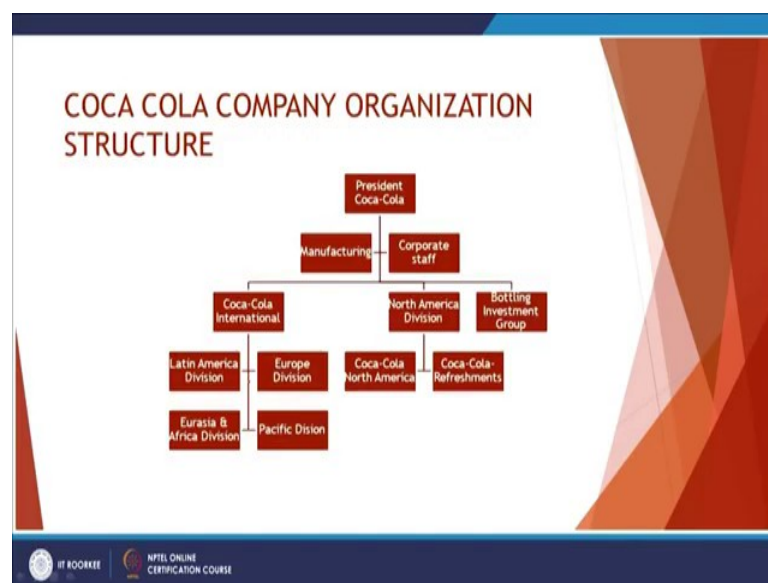 COCA COLA COMPANY ORGANIZATION
STRUCTURE
President
Coca-Cola
Manufacturing
Corporate
staff
Coca-Cola
International
North America
Division
Bottling
Investment
Group
Latin America
Division
Europe
Division
Coca-Cola
North America
Coca-Cola-
Refreshments
Eurasia &
Africa Division
Pacific Dision
IIT ROORKEE
NPTEL ONLINE
CERTIFICATION COURSE